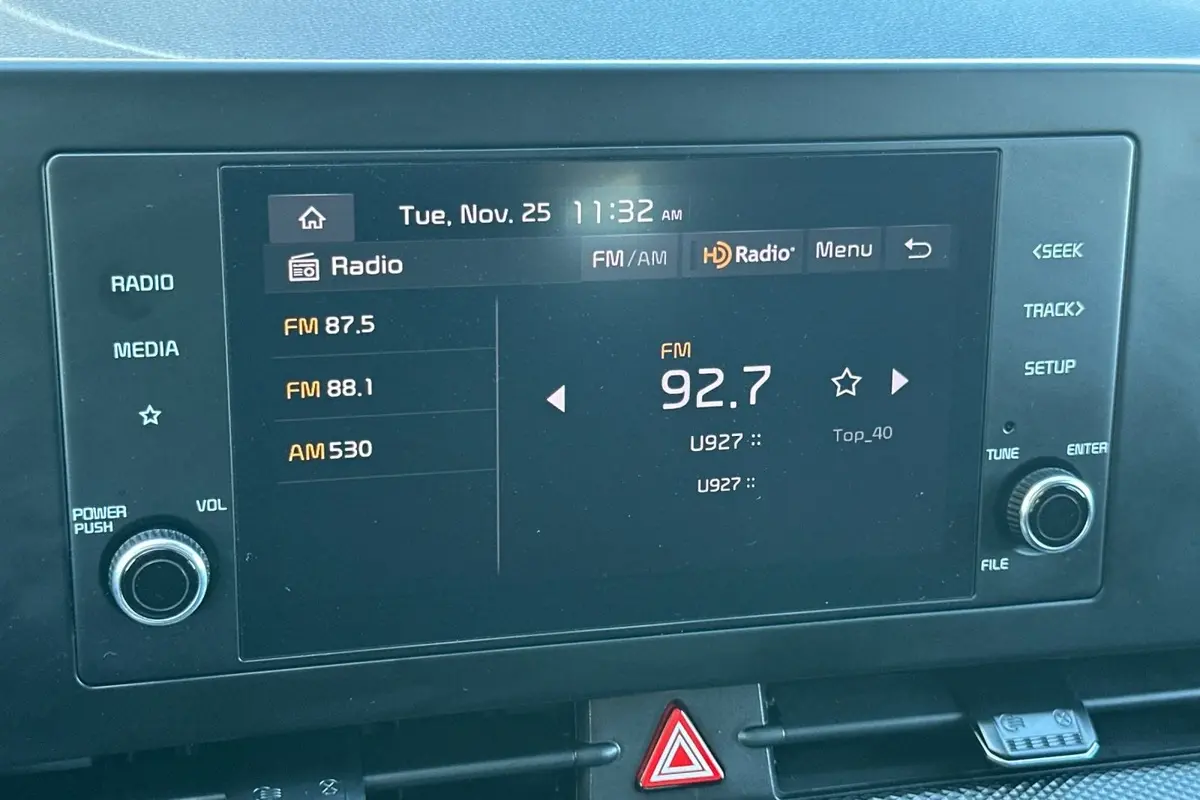 Tue, Nov. 25 11:32 AM
Radio FM/AM HD Radio Menu
FM 87.5
FM 88.1
AM 530
FM
92.7
U927 ::
Top_40
U927 ::
RADIO
MEDIA
POWER
PUSH
VOL
<SEEK
TRACK>
SETUP
TUNE
ENTER
FILE